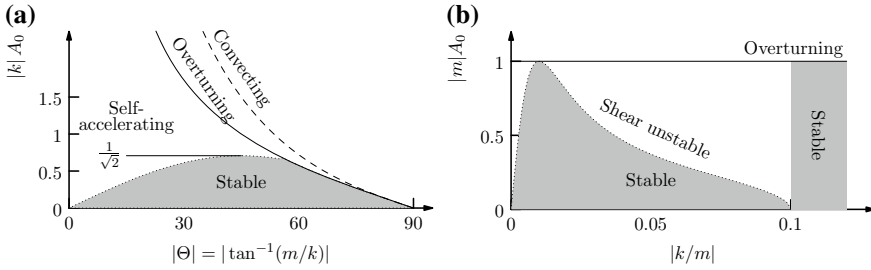 (a)
|k| A₀
1.5
1
0.5
0
Self-
accelerating
1/√2
Overturning
Convecting
Stable
0 30 60 90
|Θ| = |tan⁻¹(m/k)|
(b)
|m| A₀
1
0.5
0
Overturning
Shear unstable
Stable
Stable
0 0.05 0.1
|k/m|